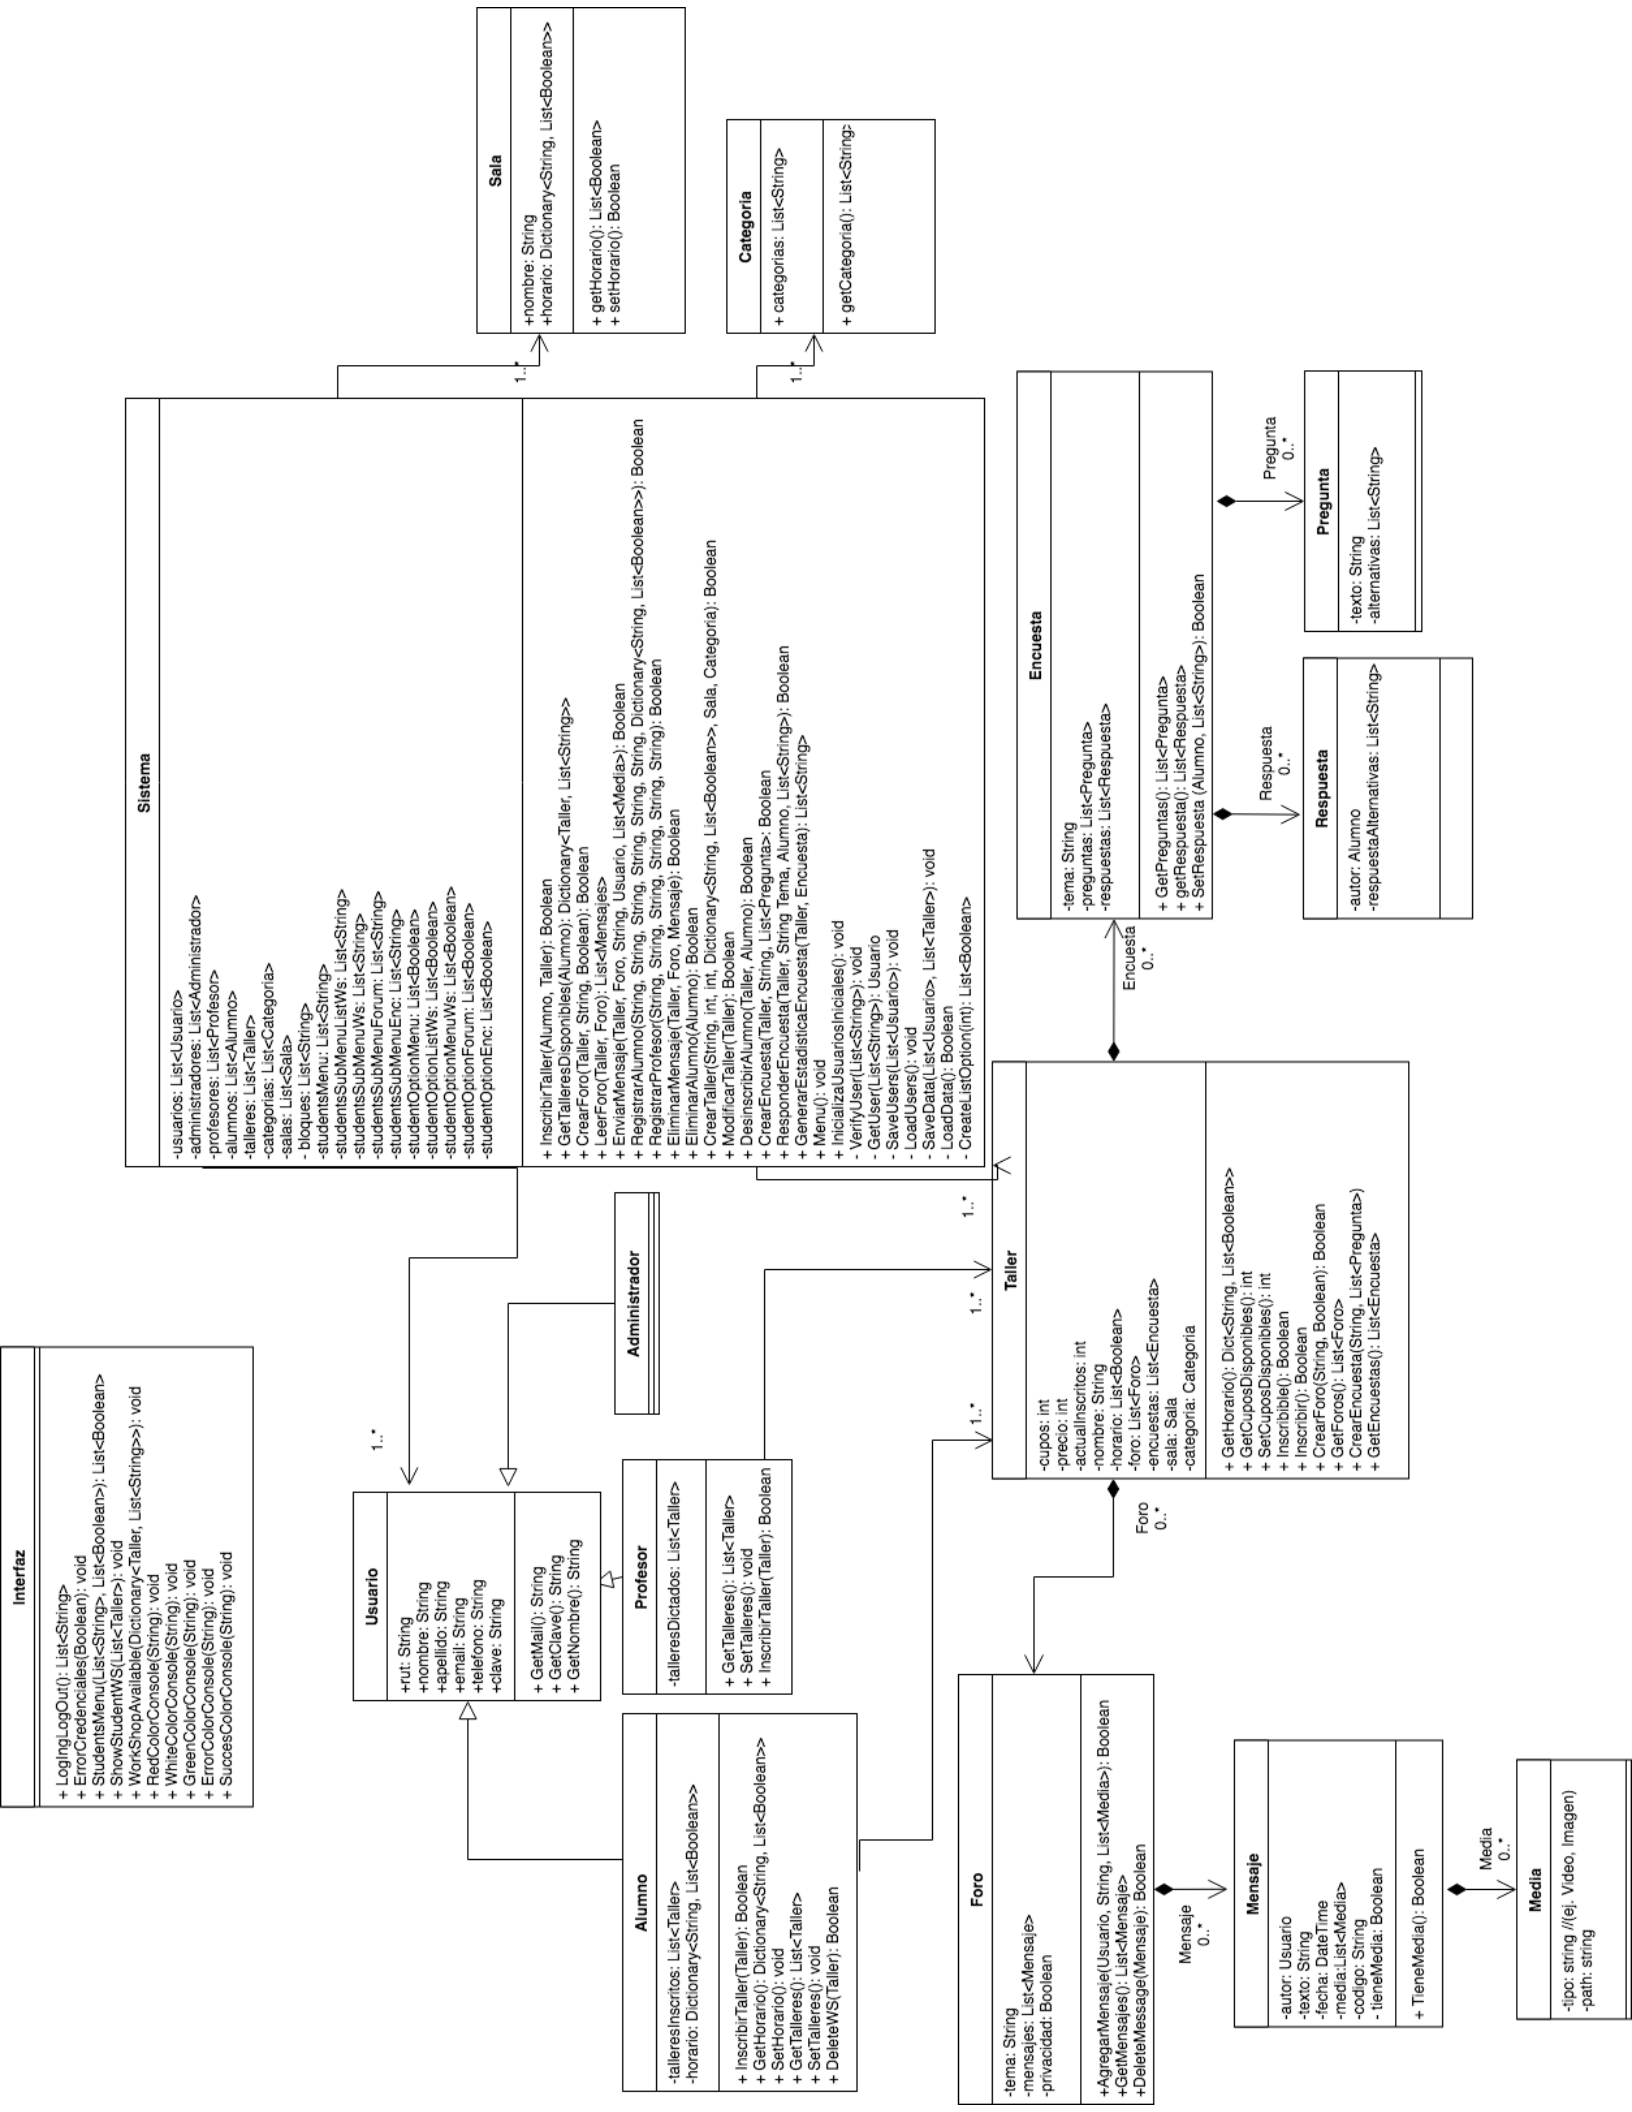 Interfaz
+ LogIngLogOut(): List<String>
+ ErrorCredenciales(Boolean): void
+ StudentsMenu(List<String>, List<Boolean>): List<Boolean>
+ ShowStudentWS(List<Taller>): void
+ WorkShopAvailable(Dictionary<Taller, List<String>>): void
+ RedColorConsole(String): void
+ WhiteColorConsole(String): void
+ GreenColorConsole(String): void
+ ErrorColorConsole(String): void
+ SuccesColorConsole(String): void
Sistema
-usuarios: List<Usuario>
-administradores: List<Administrador>
-profesores: List<Profesor>
-alumnos: List<Alumno>
-talleres: List<Taller>
-categorias: List<Categoria>
-salas: List<Sala>
- bloques: List<String>
-studentsMenu: List<String>
-studentsSubMenuListWs: List<String>
-studentsSubMenuWs: List<String>
-studentsSubMenuForum: List<String>
-studentsSubMenuEnc: List<String>
-studentOptionMenu: List<Boolean>
-studentOptionListWs: List<Boolean>
-studentOptionMenuWs: List<Boolean>
-studentOptionForum: List<Boolean>
-studentOptionEnc: List<Boolean>
+ InscribirTaller(Alumno, Taller): Boolean
+ GetTalleresDisponibles(Alumno): Dictionary<Taller, List<String>>
+ CrearForo(Taller, String, Boolean): Boolean
+ LeerForo(Taller, Foro): List<Mensajes>
+ EnviarMensaje(Taller, Foro, String, Usuario, List<Media>): Boolean
+ RegistrarAlumno(String, String, String, String, String, Dictionary<String, List<Boolean>>): Boolean
+ RegistrarProfesor(String, String, String, String, String): Boolean
+ EliminarMensaje(Taller, Foro, Mensaje): Boolean
+ EliminarAlumno(Alumno): Boolean
+ CrearTaller(String, int, int, Dictionary<String, List<Boolean>>, Sala, Categoria): Boolean
+ ModificarTaller(Taller): Boolean
+ DesinscribirAlumno(Taller, Alumno): Boolean
+ CrearEncuesta(Taller, String, List<Pregunta>: Boolean
+ ResponderEncuesta(Taller, String Tema, Alumno, List<String>): Boolean
+ GenerarEstadisticaEncuesta(Taller, Encuesta): List<String>
+ Menu(): void
+ InicializaUsuariosIniciales(): void
- VerifyUser(List<String>): void
- GetUser(List<String>): Usuario
- SaveUsers(List<Usuario>): void
- LoadUsers(): void
- SaveData(List<Usuario>, List<Taller>): void
- LoadData(): Boolean
- CreateListOption(int): List<Boolean>
1..*
1..*
1..*
1..*
Sala
+nombre: String
+horario: Dictionary<String, List<Boolean>>
+ getHorario(): List<Boolean>
+ setHorario(): Boolean
Categoria
+ categorias: List<String>
+ getCategoria(): List<String>
Usuario
+rut: String
+nombre: String
+apellido: String
+email: String
+telefono: String
+clave: String
+ GetMail(): String
+ GetClave(): String
+ GetNombre(): String
Administrador
Profesor
-talleresDictados: List<Taller>
+ GetTalleres(): List<Taller>
+ SetTalleres(): void
+ InscribirTaller(Taller): Boolean
Alumno
-talleresInscritos: List<Taller>
-horario: Dictionary<String, List<Boolean>>
+ InscribirTaller(Taller): Boolean
+ GetHorario(): Dictionary<String, List<Boolean>>
+ SetHorario(): void
+ GetTalleres(): List<Taller>
+ SetTalleres(): void
+ DeleteWS(Taller): Boolean
1..*
1..*
Taller
-cupos: int
-precio: int
-actualInscritos: int
-nombre: String
-horario: List<Boolean>
-foro: List<Foro>
-encuestas: List<Encuesta>
-sala: Sala
-categoria: Categoria
+ GetHorario(): Dict<String, List<Boolean>>
+ GetCuposDisponibles(): int
+ SetCuposDisponibles(): int
+ Inscribible(): Boolean
+ Inscribir(): Boolean
+ CrearForo(String, Boolean): Boolean
+ GetForos(): List<Foro>
+ CrearEncuesta(String, List<Pregunta>)
+ GetEncuestas(): List<Encuesta>
Encuesta
0..*
Foro
0..*
Encuesta
-tema: String
-preguntas: List<Pregunta>
-respuestas: List<Respuesta>
+ GetPreguntas(): List<Pregunta>
+ getRespuesta(): List<Respuesta>
+ SetRespuesta (Alumno, List<String>): Boolean
Respuesta
0..*
Pregunta
0..*
Respuesta
-autor: Alumno
-respuestaAlternativas: List<String>
Pregunta
-texto: String
-alternativas: List<String>
Foro
-tema: String
-mensajes: List<Mensaje>
-privacidad: Boolean
+AgregarMensaje(Usuario, String, List<Media>): Boolean
+GetMensajes(): List<Mensaje>
+DeleteMessage(Mensaje): Boolean
Mensaje
0..*
Mensaje
-autor: Usuario
-texto: String
-fecha: DateTime
-media:List<Media>
-codigo: String
- tieneMedia: Boolean
+ TieneMedia(): Boolean
Media
0..*
Media
-tipo: string //(ej. Video, Imagen)
-path: string